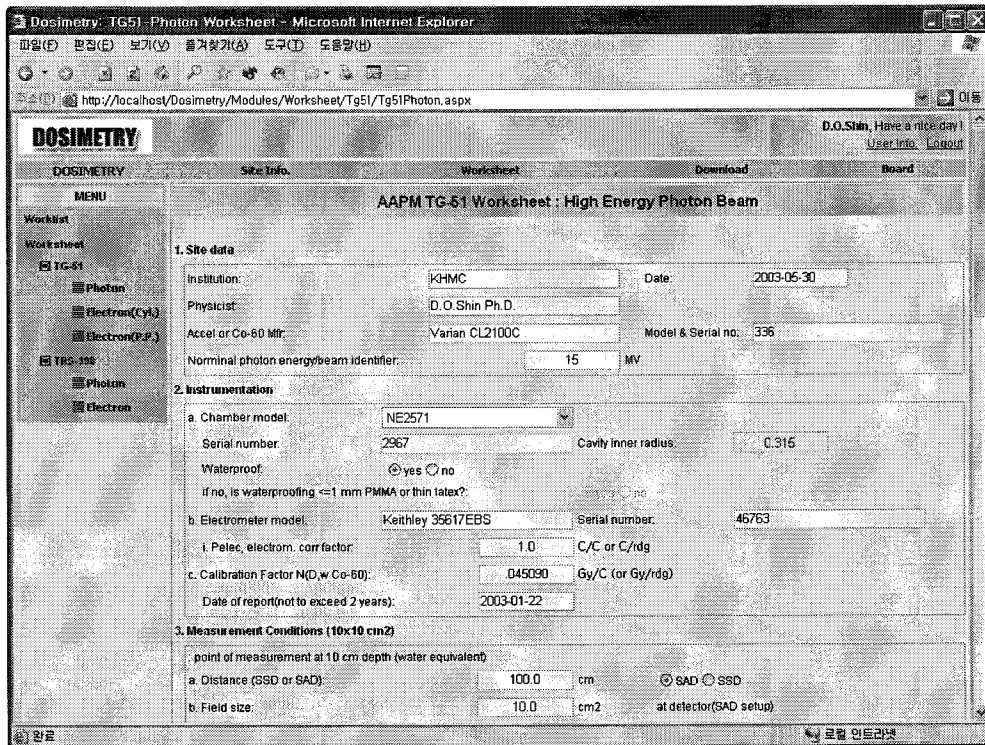 Dosimetry: TG51-Photon Worksheet - Microsoft Internet Explorer
파일(F) 편집(E) 보기(V) 즐겨찾기(A) 도구(T) 도움말(H)
주소(D) http://localhost/Dosimetry/Modules/Worksheet/Tg51/Tg51Photon.aspx 이동
DOSIMETRY
D.O.Shin, Have a nice day!
User Info. Logout
DOSIMETRY Site Info. Worksheet Download Board
MENU
Worklist
Worksheet
TG-51
Photon
Electron(Cyl.)
Electron(P.P.)
TRS-398
Photon
Electron
AAPM TG-51 Worksheet : High Energy Photon Beam
1. Site data
Institution: KHMC Date: 2003-05-30
Physicist: D.O.Shin Ph.D.
Accel or Co-60 Mfr: Varian CL2100C Model & Serial no: 336
Norminal photon energy/beam identifier: 15 MV
2. Instrumentation
a. Chamber model: NE2571
Serial number: 2967 Cavity inner radius: 0.315
Waterproof: yes no
if no, is waterproofing <=1 mm PMMA or thin latex?: no
b. Electrometer model: Keithley 35617EBS Serial number: 46763
i. Pelec, electrom. corr factor: 1.0 C/C or C/rdg
c. Calibration Factor N(D,w Co-60): .045090 Gy/C (or Gy/rdg)
Date of report(not to exceed 2 years): 2003-01-22
3. Measurement Conditions (10x10 cm2)
point of measurement at 10 cm depth (water equivalent)
a. Distance (SSD or SAD): 100.0 cm SAD SSD
b. Field size: 10.0 cm2 at detector(SAD setup)
완료 로컬 인트라넷